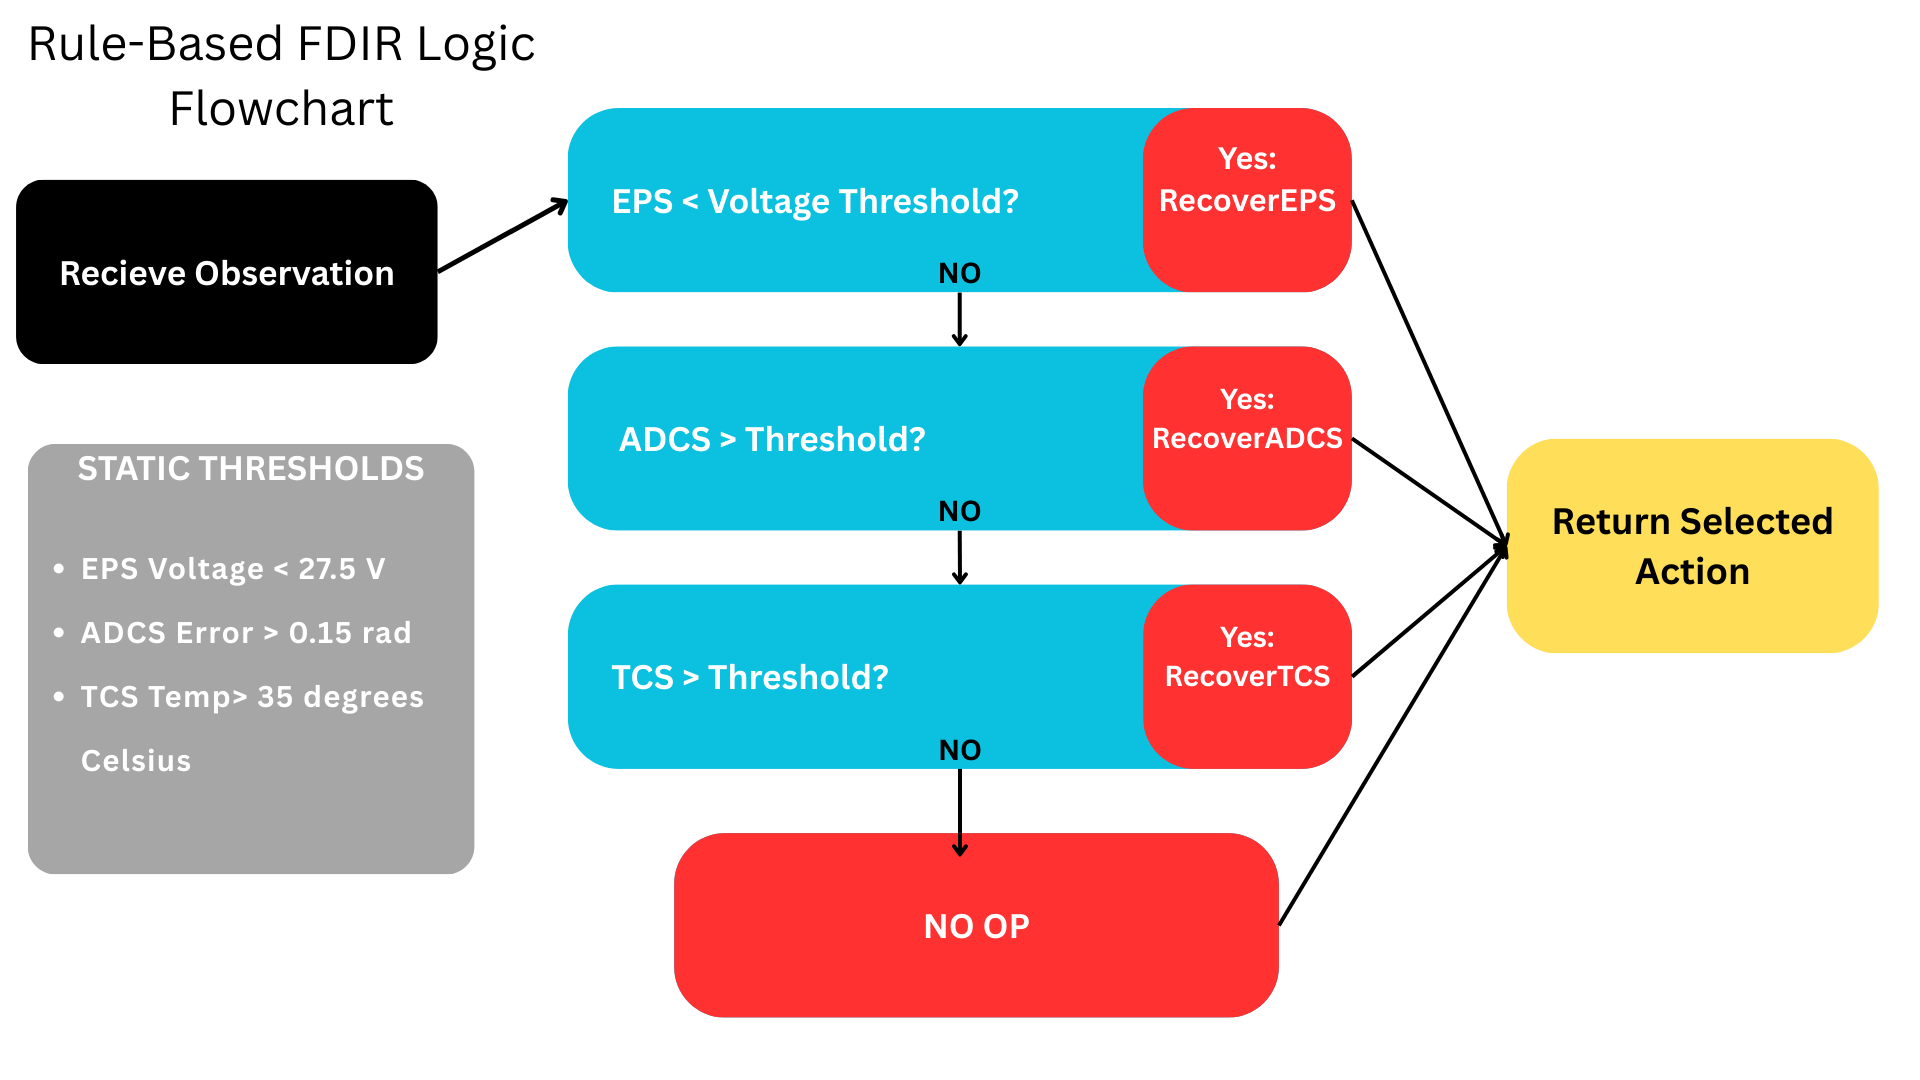 Rule-Based FDIR Logic
Flowchart
Recieve Observation
EPS < Voltage Threshold?
Yes:
RecoverEPS
NO
ADCS > Threshold?
Yes:
RecoverADCS
NO
TCS > Threshold?
Yes:
RecoverTCS
NO
NO OP
Return Selected
Action
STATIC THRESHOLDS
• EPS Voltage < 27.5 V
• ADCS Error > 0.15 rad
• TCS Temp> 35 degrees
Celsius